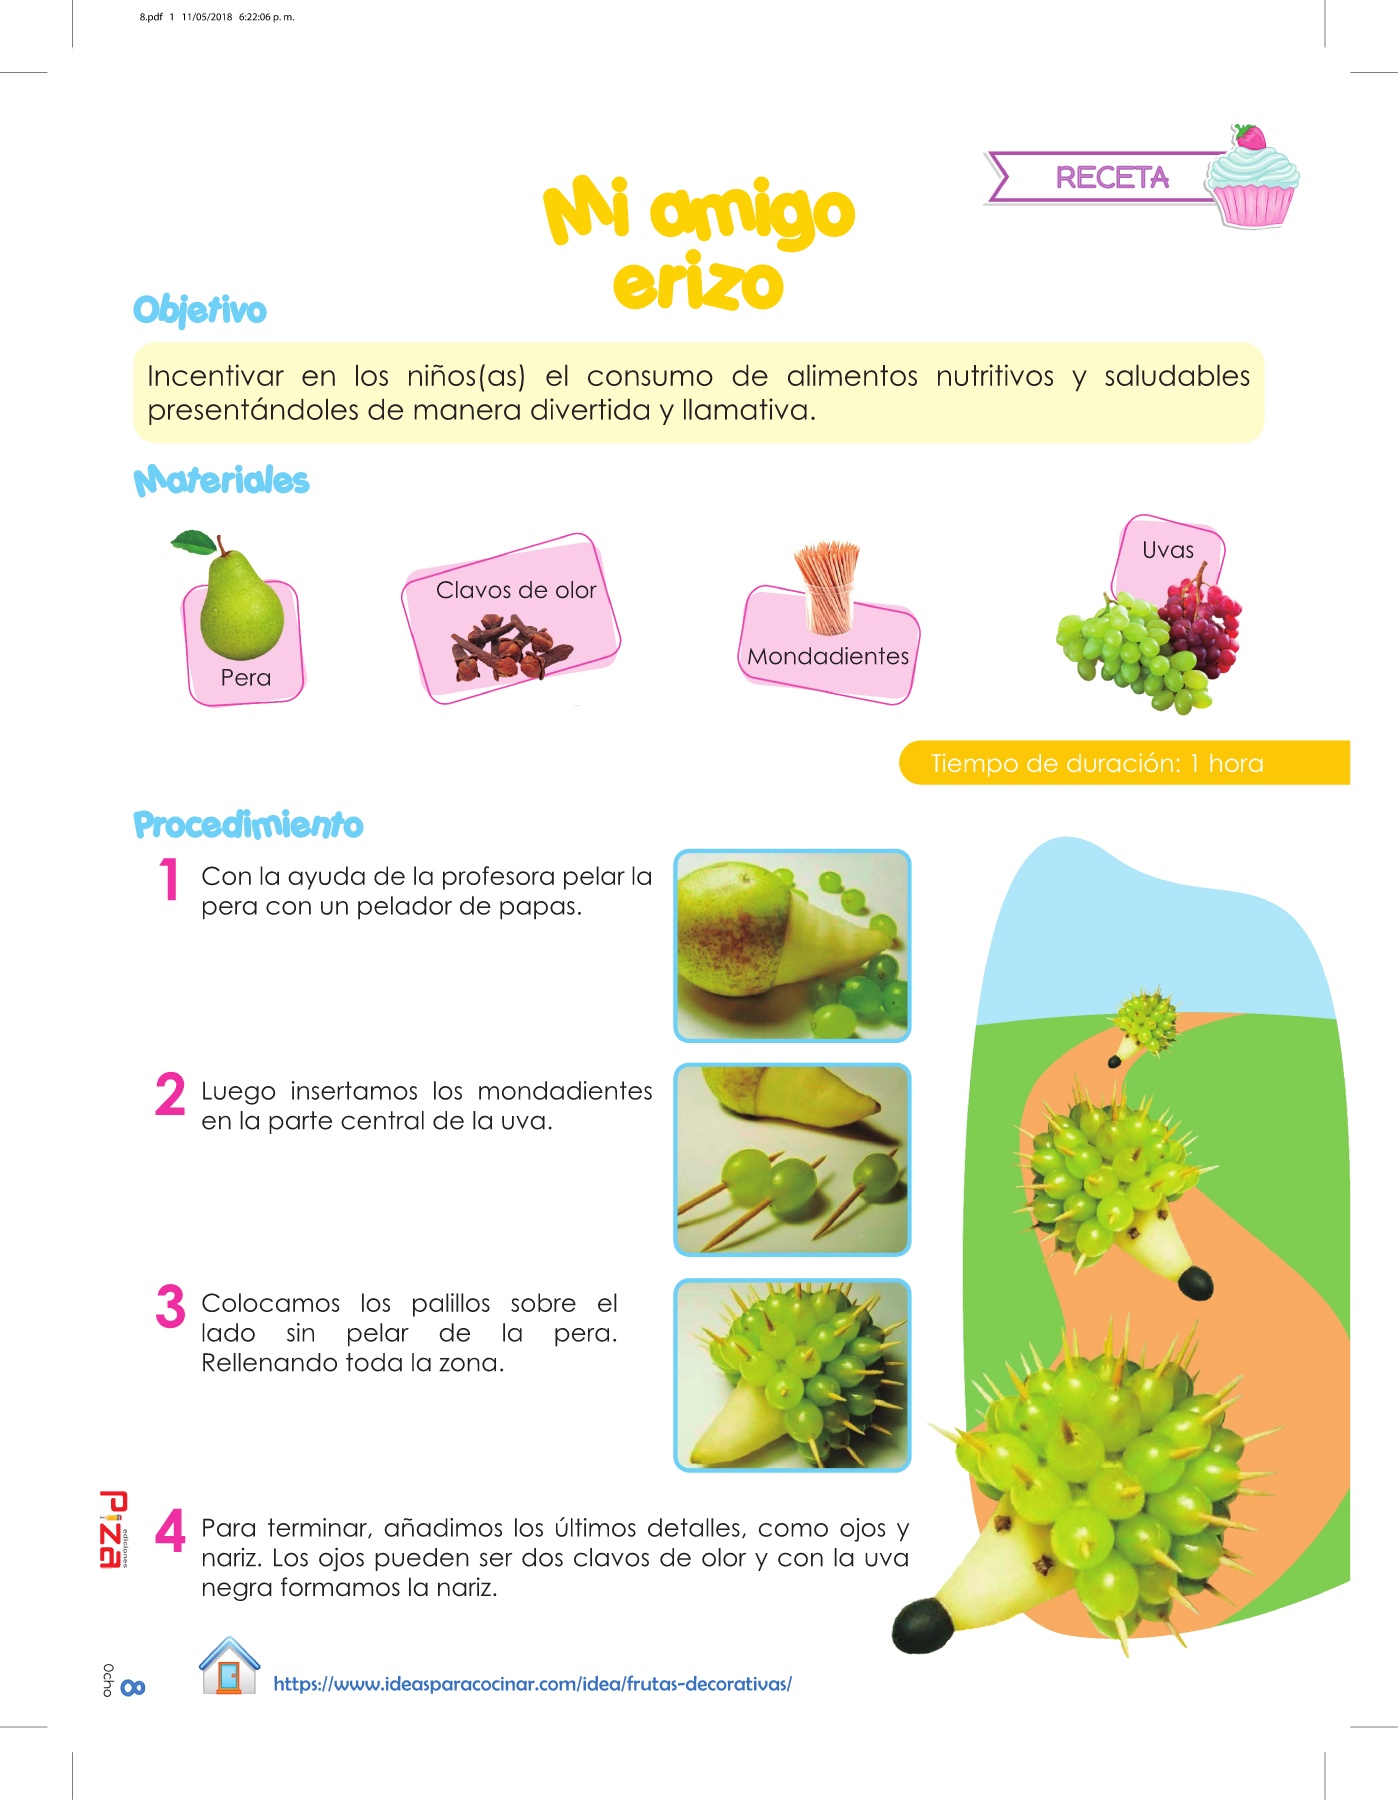 8.pdf 1 11/05/2018 6:22:06 p. m.
RECETA
Mi amigo
erizo
Objetivo
Incentivar en los niños(as) el consumo de alimentos nutritivos y saludables
presentándoles de manera divertida y llamativa.
Materiales
Pera
Clavos de olor
Mondadientes
Uvas
Tiempo de duración: 1 hora
Procedimiento
1 Con la ayuda de la profesora pelar la
pera con un pelador de papas.
2 Luego insertamos los mondadientes
en la parte central de la uva.
3 Colocamos los palillos sobre el
lado sin pelar de la pera.
Rellenando toda la zona.
4 Para terminar, añadimos los últimos detalles, como ojos y
nariz. Los ojos pueden ser dos clavos de olor y con la uva
negra formamos la nariz.
Piza
ediciones
8
Ocho
https://www.ideasparacocinar.com/idea/frutas-decorativas/